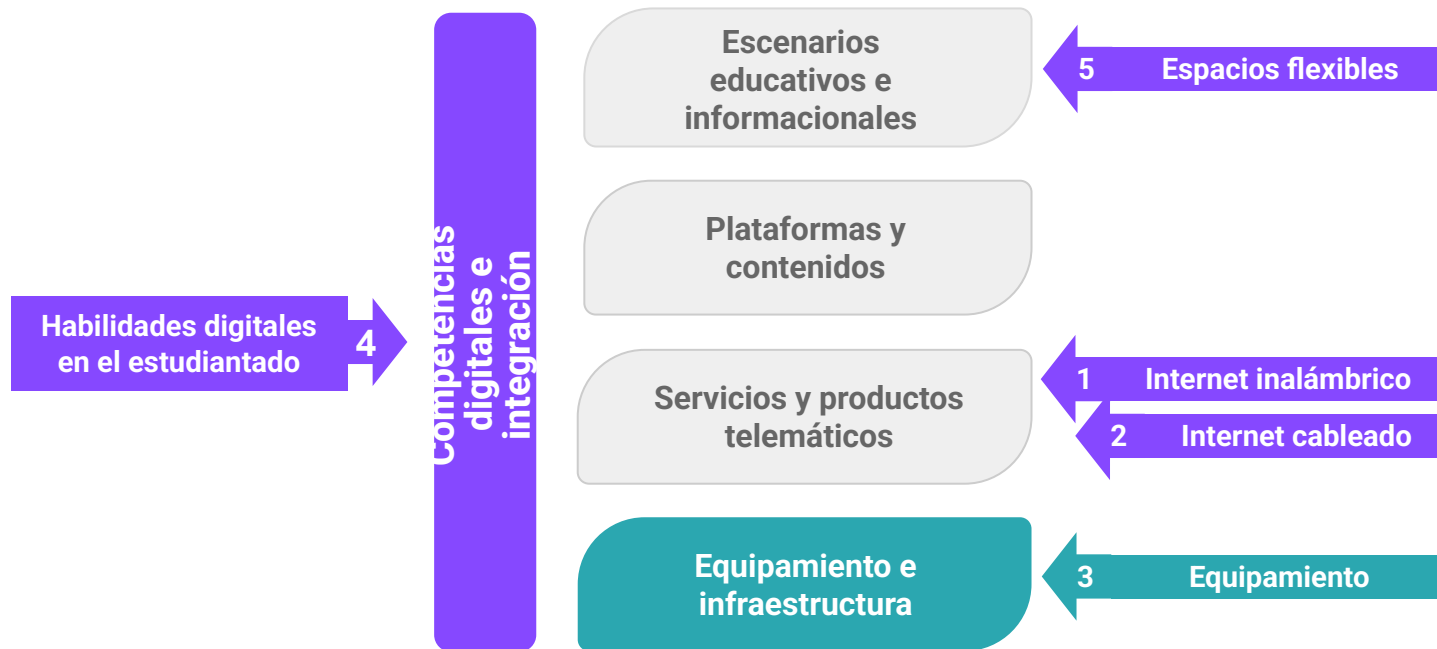 Escenarios
educativos e
informacionales
5 Espacios flexibles
Plataformas y
contenidos
Habilidades digitales
en el estudiantado
4
Competencias
digitales e
integración
Servicios y productos
telemáticos
1 Internet inalámbrico
2 Internet cableado
Equipamiento e
infraestructura
3 Equipamiento